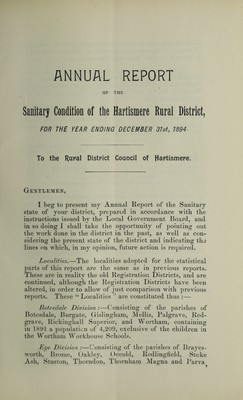 ANNUAL REPORT
OF THE
Sanitary Condition of the Hartismere Rural District,
FOR THE YEAR ENDING DECEMBER 31st, 1894.
To the Rural District Council of Hartismere.
GENTLEMEN,
I beg to present my Annual Report of the Sanitary
state of your district, prepared in accordance with the
instructions issued by the Local Government Board, and
in so doing I shall take the opportunity of pointing out
the work done in the district in the past, as well as con-
sidering the present state of the district and indicating the
lines on which, in my opinion, future action is required.
Localities.—The localities adopted for the statistical
parts of this report are the same as in previous reports.
These are in reality the old Registration Districts, and are
continued, although the Registration Districts have been
altered, in order to allow of just comparison with previous
reports. These "Localities" are constituted thus :—
Botesdale Division :—Consisting of the parishes of
Botesdale, Burgate, Gislingham, Mellis, Palgrave, Red-
grave, Rickinghall Superior, and Wortham, containing
in 1891 a population of 4,209, exclusive of the children in
the Wortham Workhouse Schools.
Eye Division :—Consisting of the parishes of Brayes-
worth, Brome, Oakley, Occold, Redlingfield, Stoke
Ash, Stuston, Thorndon, Thornham Magna and Parva,